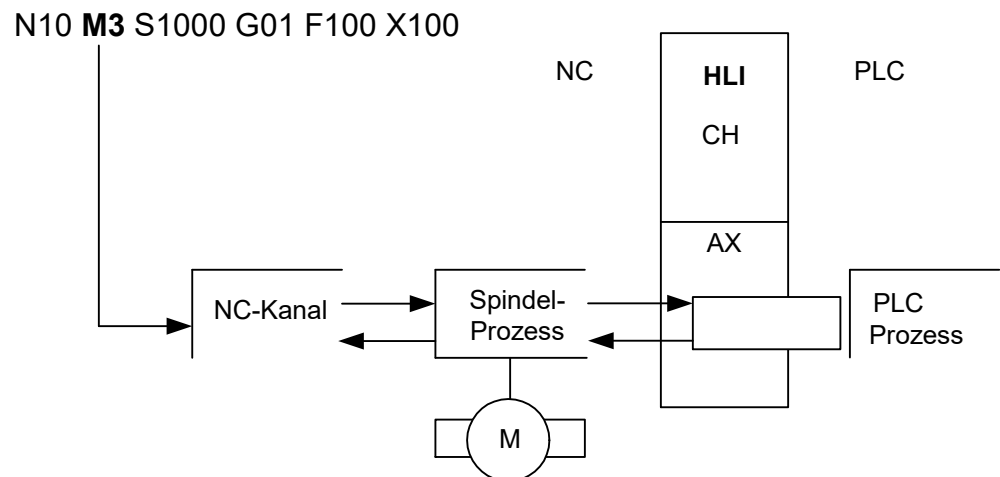 N10 M3 S1000 G01 F100 X100
NC
HLI
PLC
CH
AX
NC-Kanal
Spindel-
Prozess
PLC
Prozess
M